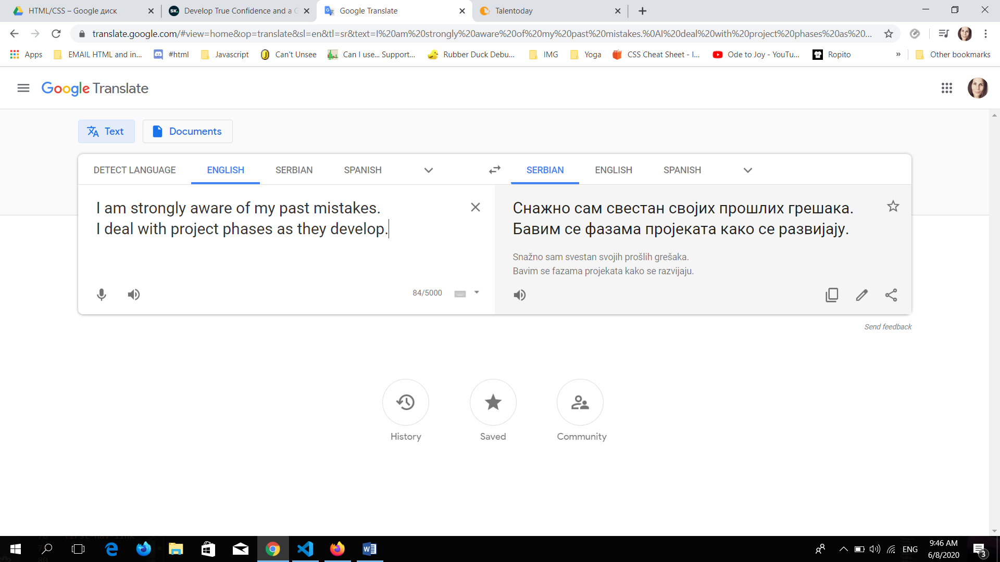 HTML/CSS – Google диск
Develop True Confidence and a
Google Translate
Talentoday
translate.google.com/#view=home&op=translate&sl=en&tl=sr&text=I%20am%20strongly%20aware%20of%20my%20past%20mistakes.%0AI%20deal%20with%20project%20phases%20as%20...
Apps
EMAIL HTML and in...
#html
Javascript
Can't Unsee
Can I use... Support...
Rubber Duck Debu...
IMG
Yoga
CSS Cheat Sheet - I...
Ode to Joy - YouTu...
Ropito
»
Other bookmarks
Google Translate
Text
Documents
DETECT LANGUAGE
ENGLISH
SERBIAN
SPANISH
SERBIAN
ENGLISH
SPANISH
I am strongly aware of my past mistakes.
I deal with project phases as they develop.
84/5000
Снажно сам свестан својих прошлих грешака.
Бавим се фазама пројеката како се развијају.
Snažno sam svestan svojih prošlih grešaka.
Bavim se fazama projekata kako se razvijaju.
Send feedback
History
Saved
Community
ENG
9:46 AM
6/8/2020
3